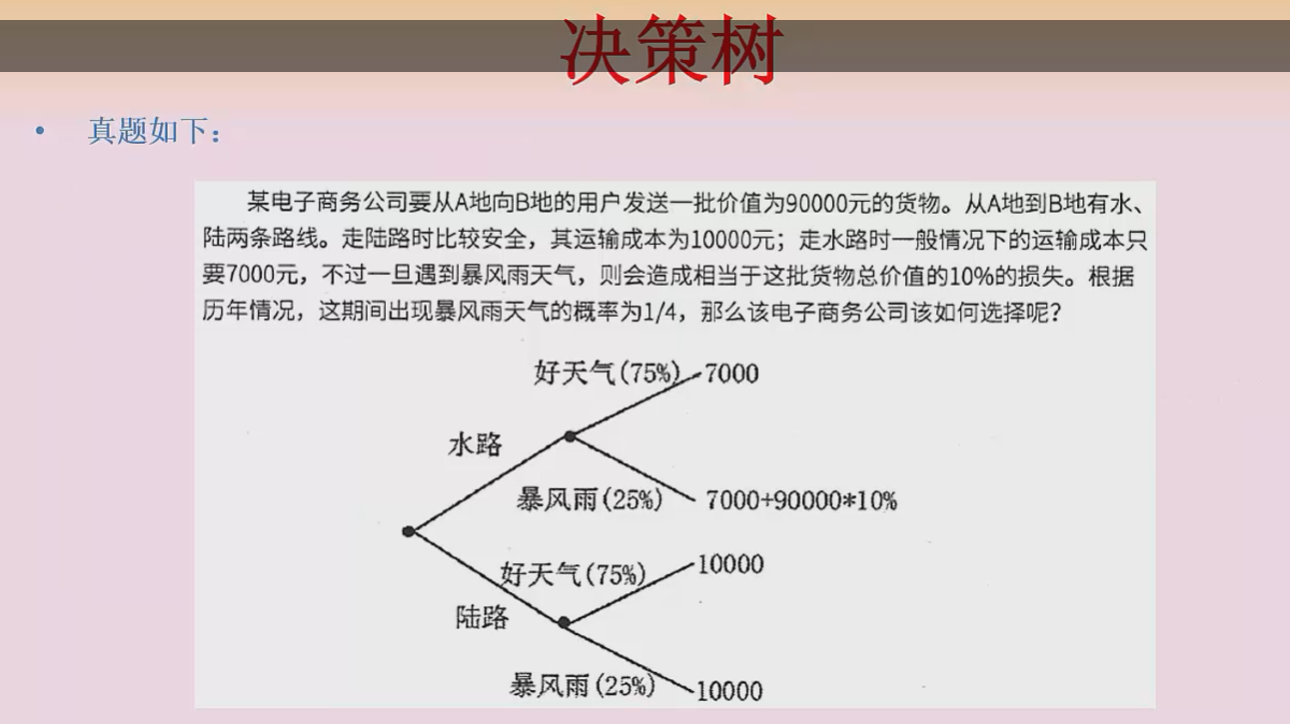 决策树
• 真题如下：
某电子商务公司要从A地向B地的用户发送一批价值为90000元的货物。从A地到B地有水、
陆两条路线。走陆路时比较安全，其运输成本为10000元；走水路时一般情况下的运输成本只
要7000元，不过一旦遇到暴风雨天气，则会造成相当于这批货物总价值的10%的损失。根据
历年情况，这期间出现暴风雨天气的概率为1/4，那么该电子商务公司该如何选择呢？
好天气(75%) 7000
水路
暴风雨(25%) 7000+90000*10%
好天气(75%) 10000
陆路
暴风雨(25%) 10000